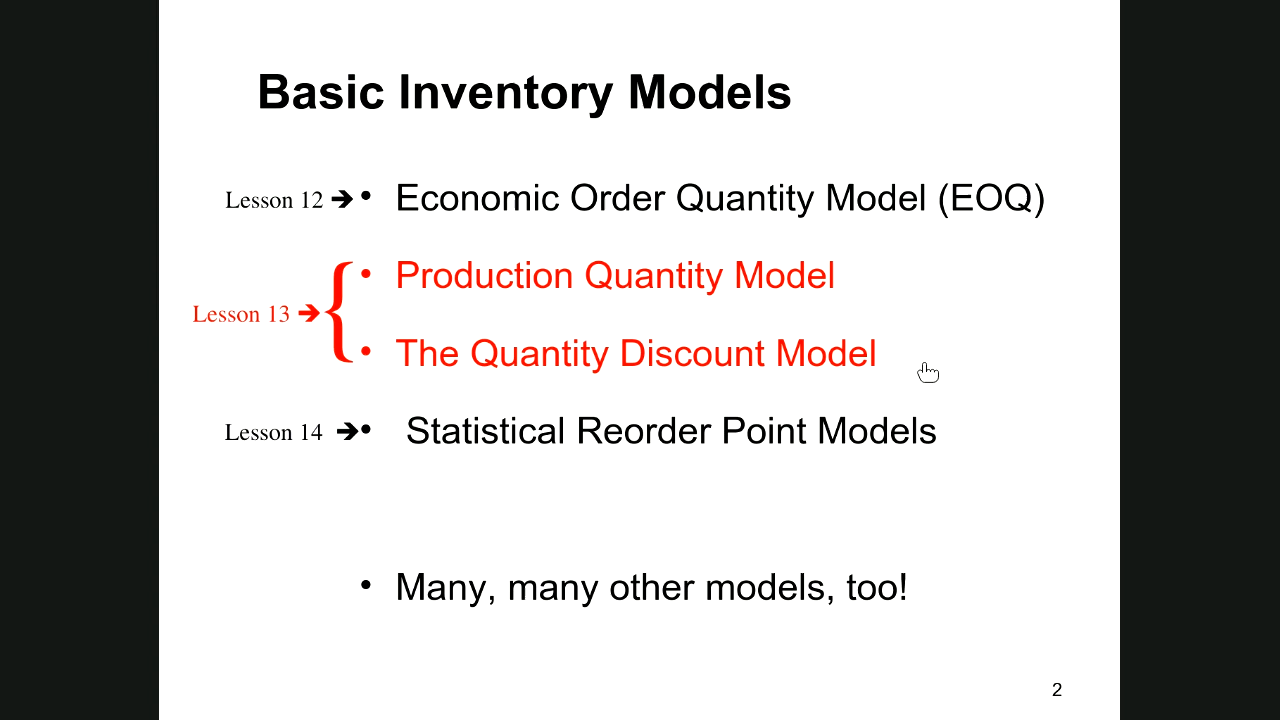 Basic Inventory Models
Lesson 12 ➔ • Economic Order Quantity Model (EOQ)
• Production Quantity Model
Lesson 13 ➔ {
• The Quantity Discount Model
Lesson 14 ➔ • Statistical Reorder Point Models
• Many, many other models, too!
2